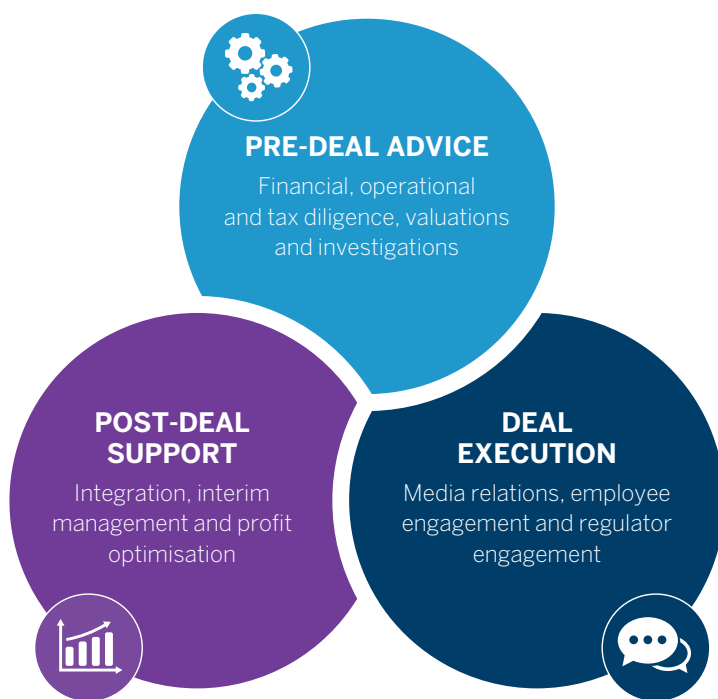 PRE-DEAL ADVICE
Financial, operational
and tax diligence, valuations
and investigations
POST-DEAL
SUPPORT
Integration, interim
management and profit
optimisation
DEAL
EXECUTION
Media relations, employee
engagement and regulator
engagement